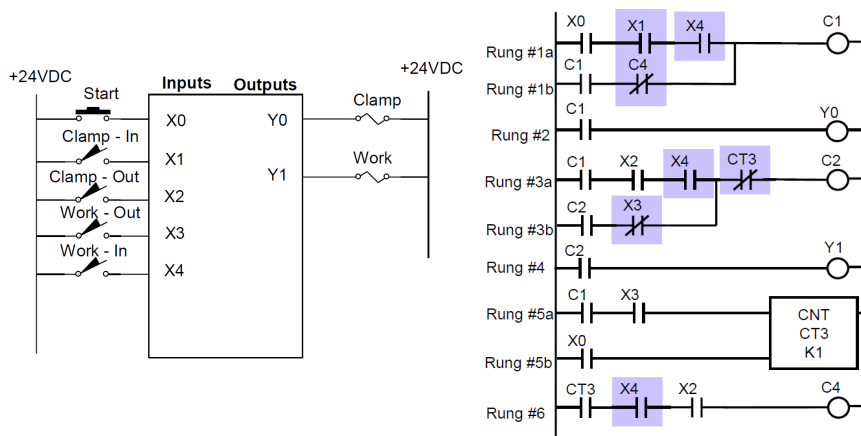 +24VDC
Inputs Outputs
+24VDC
Start
X0
Y0
Clamp
Clamp - In
X1
Y1
Work
Clamp - Out
X2
Work - Out
X3
Work - In
X4
X0 X1 X4 C1
Rung #1a
C1 C4
Rung #1b
C1 Y0
Rung #2
C1 X2 X4 CT3 C2
Rung #3a
C2 X3
Rung #3b
C2 Y1
Rung #4
C1 X3
Rung #5a
CNT
CT3
K1
X0
Rung #5b
CT3 X4 X2 C4
Rung #6